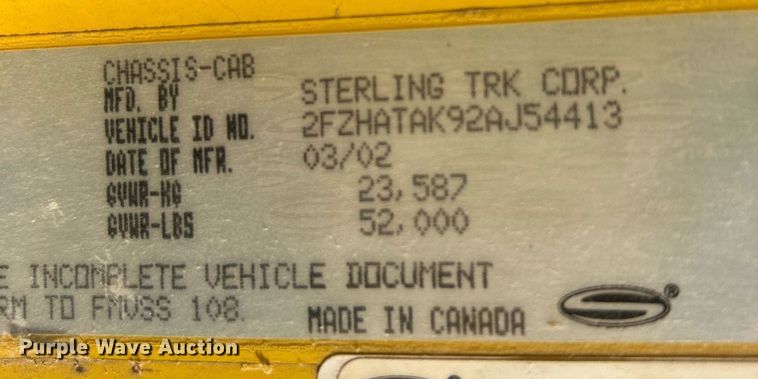 CHASSIS-CAB
MFD. BY STERLING TRK CORP.
VEHICLE ID NO. 2FZHATAK92AJ54413
DATE OF MFR. 03/02
GVWR-KG 23,587
GVWR-LBS 52,000
E INCOMPLETE VEHICLE DOCUMENT
RM TO FMVSS 108.
MADE IN CANADA
®
Purple Wave Auction